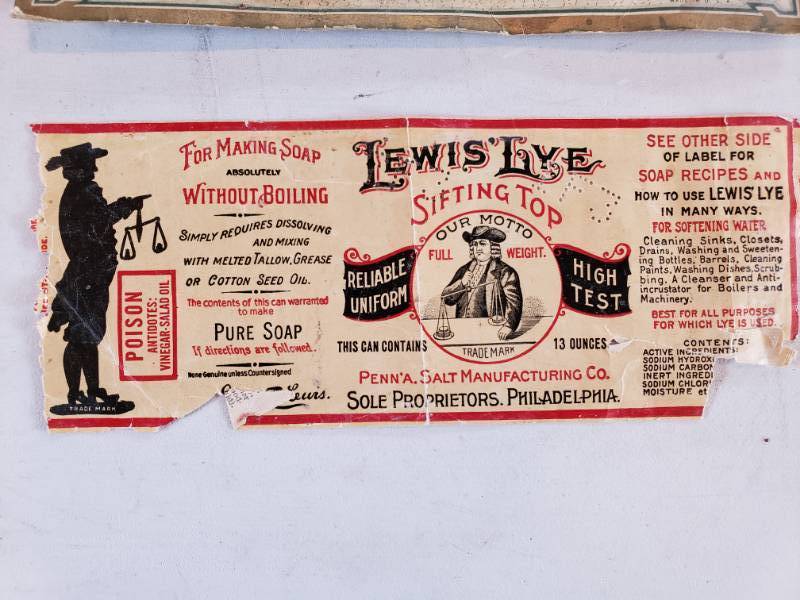 TRADE MARK
POISON
ANTIDOTES:
VINEGAR-SALAD OIL
FOR MAKING SOAP
ABSOLUTELY
WITHOUT BOILING
SIMPLY REQUIRES DISSOLVING
AND MIXING
WITH MELTED TALLOW, GREASE
OR COTTON SEED OIL.
The contents of this can warranted
to make
PURE SOAP
If directions are followed.
None Genuine unless Countersigned
LEWIS' LYE
SIFTING TOP
OUR MOTTO
FULL WEIGHT.
RELIABLE
UNIFORM
HIGH
TEST
TRADE MARK
THIS CAN CONTAINS 13 OUNCES
PENN'A. SALT MANUFACTURING CO.
SOLE PROPRIETORS. PHILADELPHIA.
SEE OTHER SIDE
OF LABEL FOR
SOAP RECIPES AND
HOW TO USE LEWIS' LYE
IN MANY WAYS.
FOR SOFTENING WATER
Cleaning Sinks, Closets,
Drains, Washing and Sweeten-
ing Bottles, Barrels, Cleaning
Paints, Washing Dishes, Scrub-
bing. A Cleanser and Anti-
incrustator for Boilers and
Machinery.
BEST FOR ALL PURPOSES
FOR WHICH LYE IS USED.
CONTENTS:
ACTIVE INGREDIENTS
SODIUM HYDROXI
SODIUM CARBON
INERT INGREDI
SODIUM CHLOR
MOISTURE et